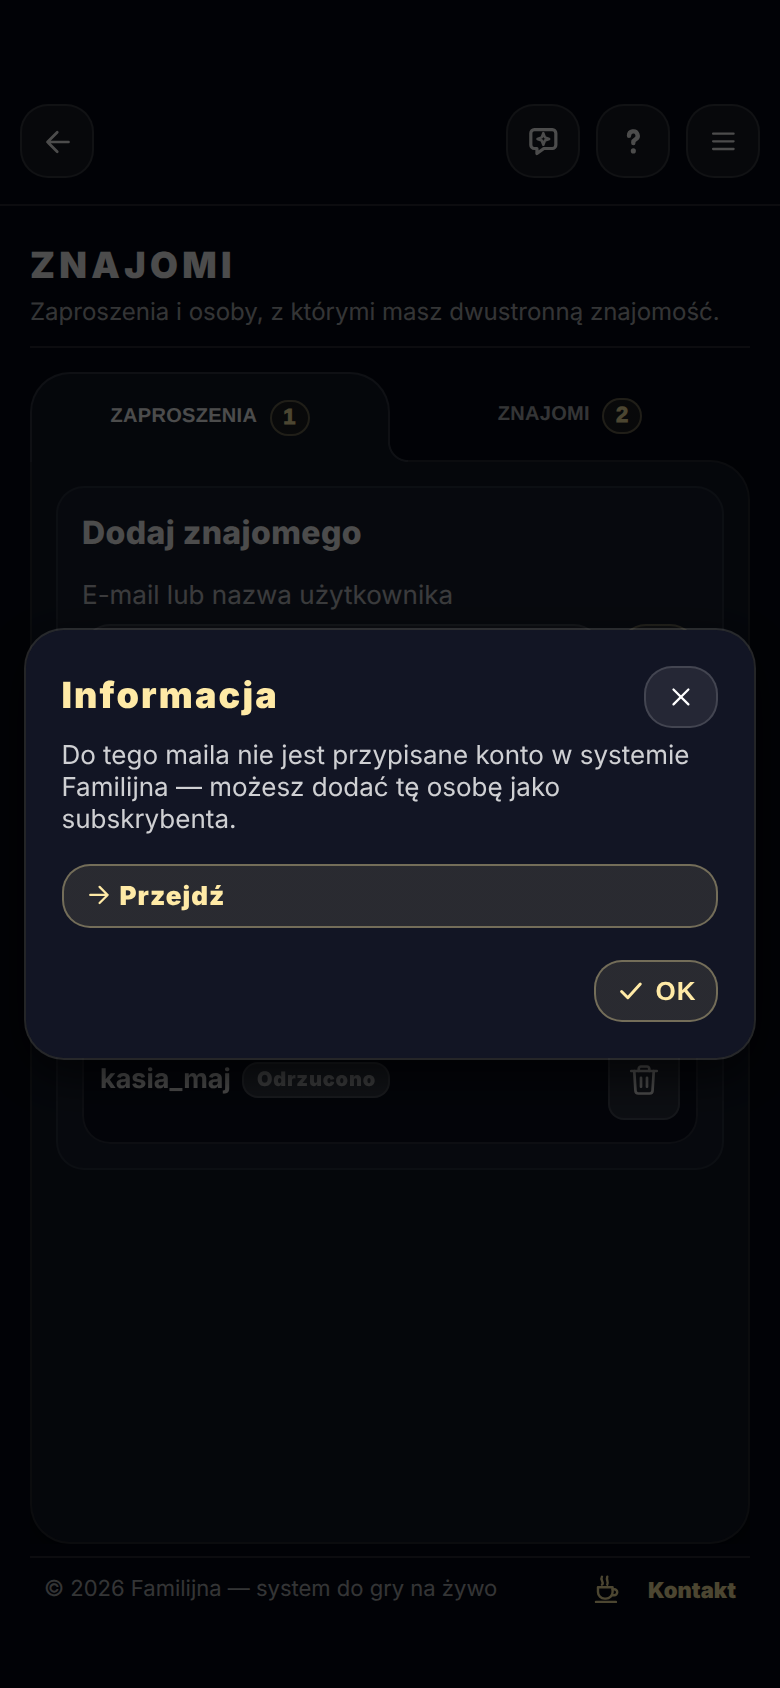 ZNAJOMI
Zaproszenia i osoby, z którymi masz dwustronną znajomość.
ZAPROSZENIA 1
ZNAJOMI 2
Dodaj znajomego
E-mail lub nazwa użytkownika
Informacja
Do tego maila nie jest przypisane konto w systemie
Familijna — możesz dodać tę osobę jako
subskrybenta.
Przejdź
OK
kasia_maj Odrzucono
© 2026 Familijna — system do gry na żywo
Kontakt